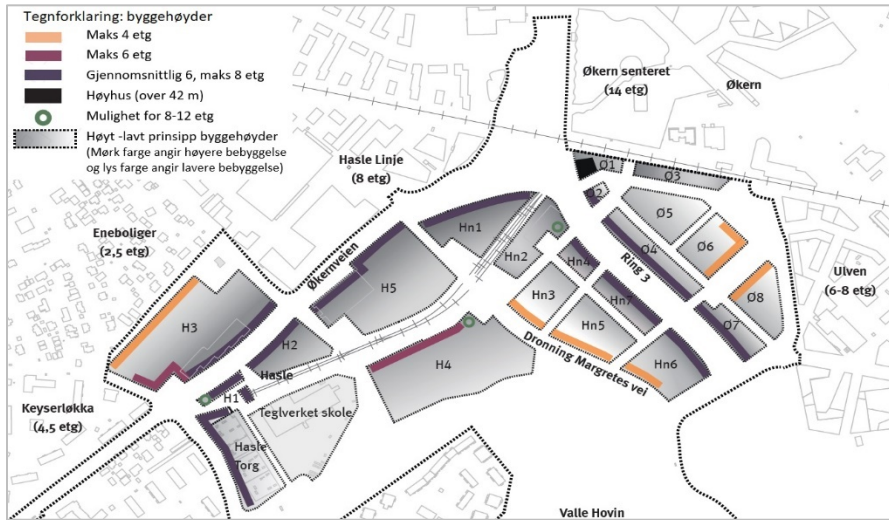 Tegnforklaring: byggehøyder
Maks 4 etg
Maks 6 etg
Gjennomsnittlig 6, maks 8 etg
Høyhus (over 42 m)
Mulighet for 8-12 etg
Høyt -lavt prinsipp byggehøyder
(Mørk farge angir høyere bebyggelse
og lys farge angir lavere bebyggelse)
Økern senteret
(14 etg)
Økern
Hasle Linje
(8 etg)
Ø1
Ø3
Ø2
Ø5
Hn1
Eneboliger
(2,5 etg)
Hn2
Ø4
Ø6
Ulven
(6-8 etg)
Økernveien
H5
Hn4
Ring 3
Hn3
Hn7
Ø8
H3
Hn5
Ø7
H2
H4
Dronning Margretes vei
Hn6
Hasle
H1
Keyserløkka
(4,5 etg)
Teglverket skole
Hasle
Torg
Valle Hovin